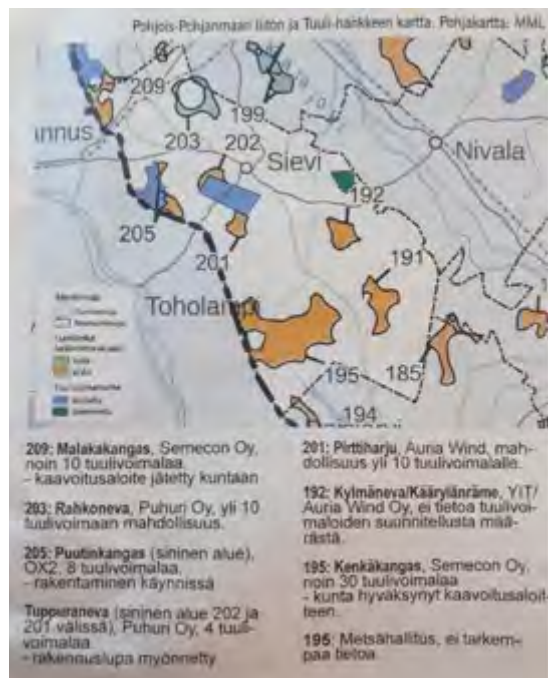 Pohjois-Pohjanmaan liiton ja Tuuli-hankkeen kartta. Pohjakartta: MML
209
199
annus
203
202
Sievi
Nivala
192
205
201
191
Toholampi
195
185
194
209: Malakakangas, Semecon Oy,
noin 10 tuulivoimalaa.
- kaavoitusaloite jätetty kuntaan
203: Rahkoneva, Puhuri Oy, yli 10
tuulivoimaan mahdollisuus.
205: Puutinkangas (sininen alue),
OX2, 8 tuulivoimalaa.
- rakentaminen käynnissä
Tuppuraneva (sininen alue 202 ja
201 välissä), Puhuri Oy, 4 tuuli-
voimalaa.
- rakennuslupa myönnetty
201: Pirttiharju, Auria Wind, mah-
dollisuus yli 10 tuulivoimalalle.
192: Kylmäneva/Käärylänräme, YIT/
Auria Wind Oy, ei tietoa tuulivoi-
maloiden suunnitellusta mää-
rästä.
195: Kenkäkangas, Semecon Oy,
noin 30 tuulivoimalaa
- kunta hyväksynyt kaavoitusaloit-
teen.
195: Metsähallitus, ei tarkem-
paa tietoa.